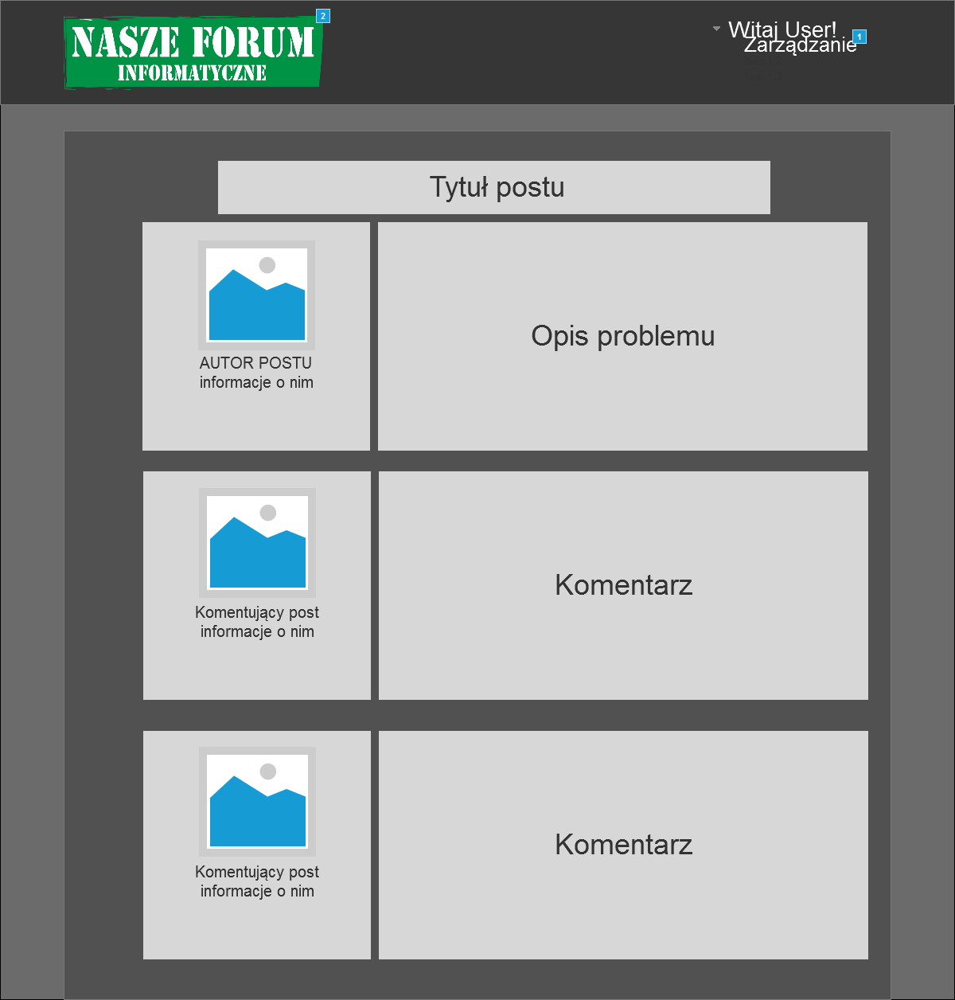 NASZE FORUM
INFORMATYCZNE
2
Witaj User!
Zarządzanie
1
Tytuł postu
AUTOR POSTU
informacje o nim
Opis problemu
Komentujący post
informacje o nim
Komentarz
Komentujący post
informacje o nim
Komentarz